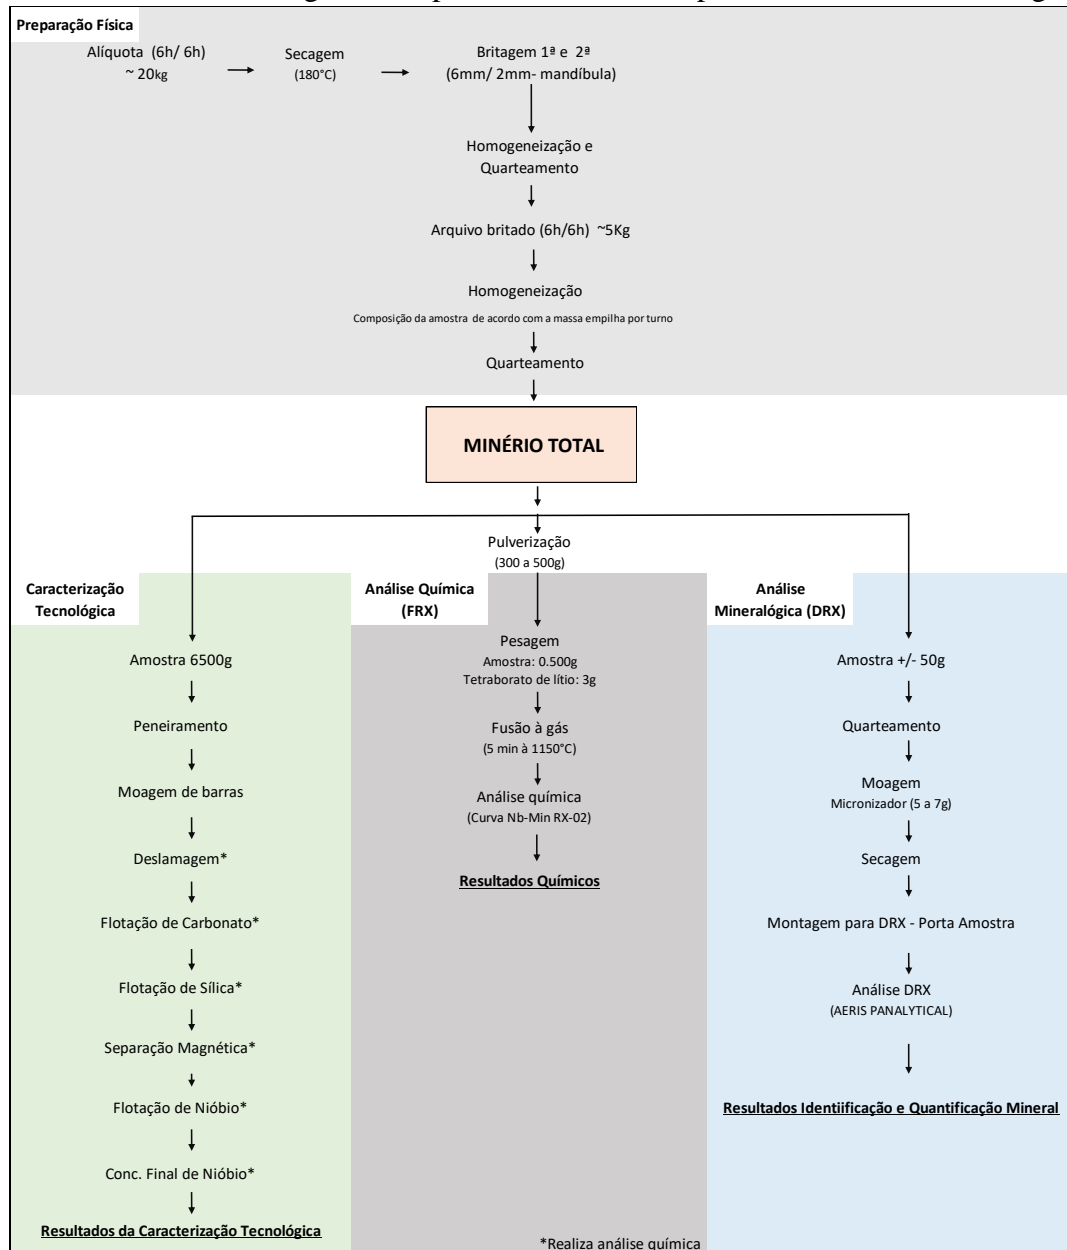 Preparação Física
Alíquota (6h/ 6h)
~ 20kg
Secagem
(180°C)
Britagem 1ª e 2ª
(6mm/ 2mm- mandíbula)
Homogeneização e
Quarteamento
Arquivo britado (6h/6h) ~5Kg
Homogeneização
Composição da amostra de acordo com a massa empilha por turno
Quarteamento
MINÉRIO TOTAL
Pulverização
(300 a 500g)
Caracterização
Tecnológica
Amostra 6500g
Peneiramento
Moagem de barras
Deslamagem*
Flotação de Carbonato*
Flotação de Sílica*
Separação Magnética*
Flotação de Nióbio*
Conc. Final de Nióbio*
Resultados da Caracterização Tecnológica
Análise Química
(FRX)
Pesagem
Amostra: 0.500g
Tetraborato de lítio: 3g
Fusão à gás
(5 min à 1150°C)
Análise química
(Curva Nb-Min RX-02)
Resultados Químicos
*Realiza análise química
Análise
Mineralógica (DRX)
Amostra +/- 50g
Quarteamento
Moagem
Micronizador (5 a 7g)
Secagem
Montagem para DRX - Porta Amostra
Análise DRX
(AERIS PANALYTICAL)
Resultados Identiificação e Quantificação Mineral